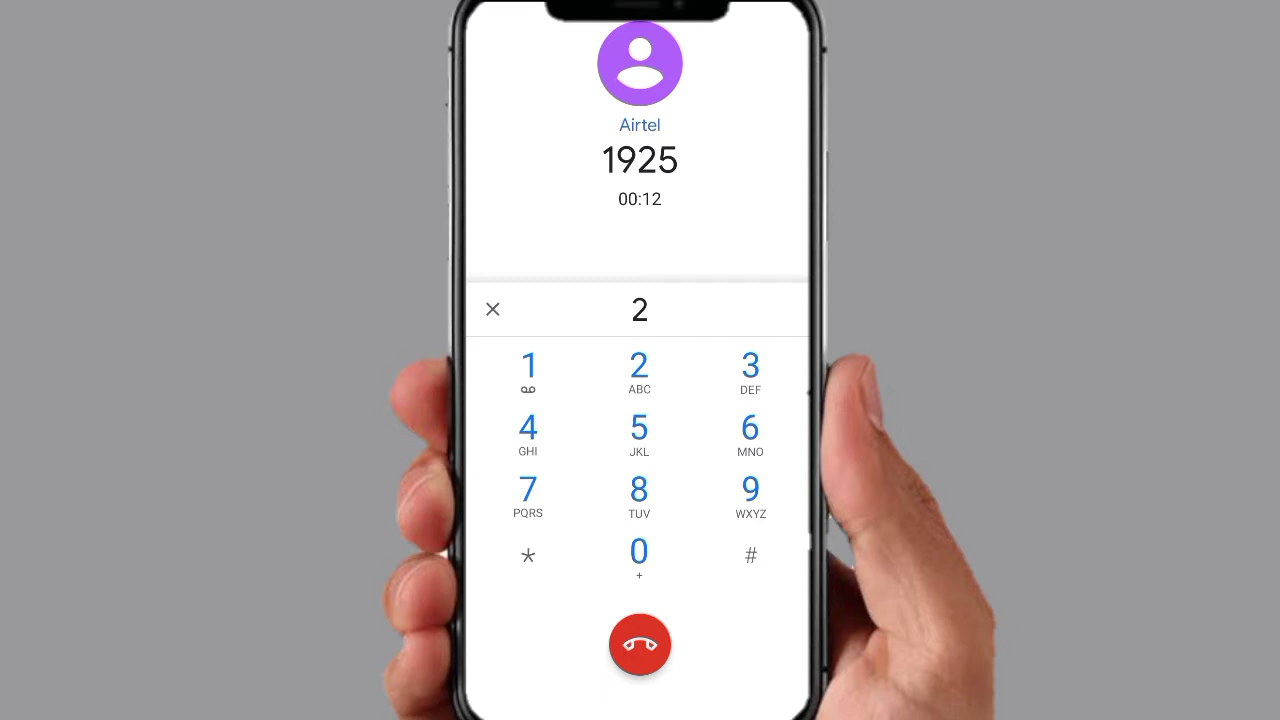 Airtel
1925
00:12
2
1 2 3
ABC DEF
4 5 6
GHI JKL MNO
7 8 9
PQRS TUV WXYZ
* 0 #
+